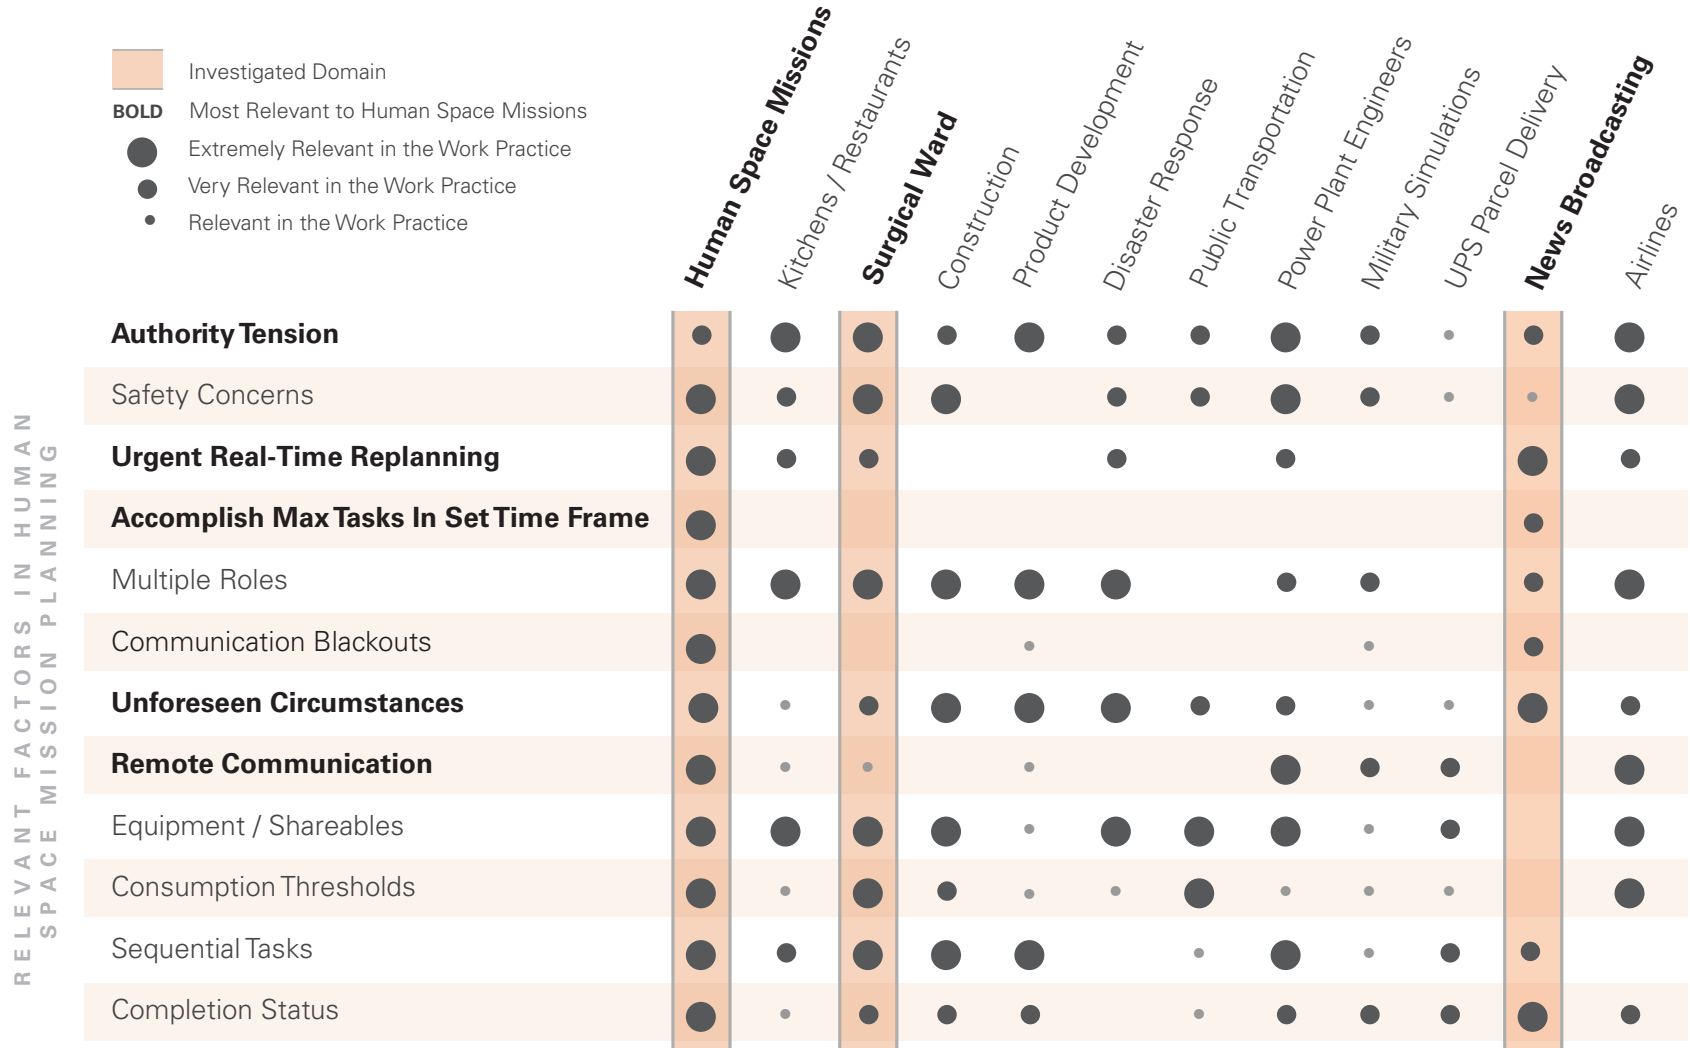 Investigated Domain
BOLD Most Relevant to Human Space Missions
Extremely Relevant in the Work Practice
Very Relevant in the Work Practice
Relevant in the Work Practice
Human Space Missions
Kitchens / Restaurants
Surgical Ward
Construction
Product Development
Disaster Response
Public Transportation
Power Plant Engineers
Military Simulations
UPS Parcel Delivery
News Broadcasting
Airlines
RELEVANT FACTORS IN HUMAN
SPACE MISSION PLANNING
Authority Tension
Safety Concerns
Urgent Real-Time Replanning
Accomplish Max Tasks In Set Time Frame
Multiple Roles
Communication Blackouts
Unforeseen Circumstances
Remote Communication
Equipment / Shareables
Consumption Thresholds
Sequential Tasks
Completion Status